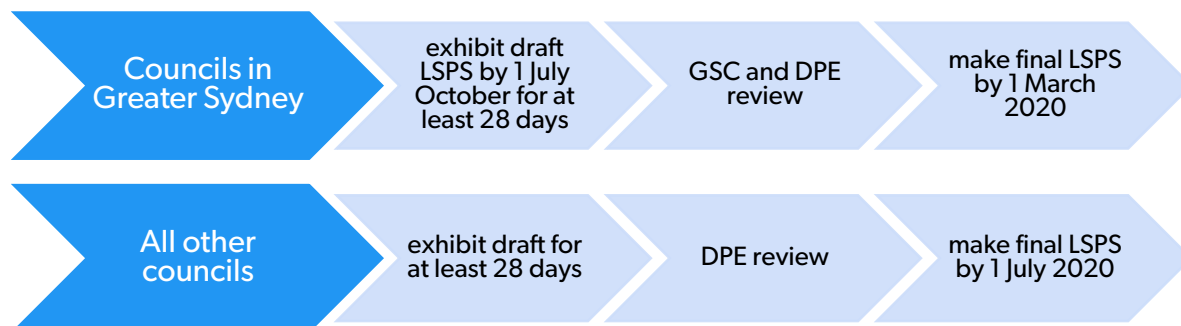 Councils in
Greater Sydney
exhibit draft
LSPS by 1 July
October for at
least 28 days
GSC and DPE
review
make final LSPS
by 1 March
2020
All other
councils
exhibit draft for
at least 28 days
DPE review
make final LSPS
by 1 July 2020